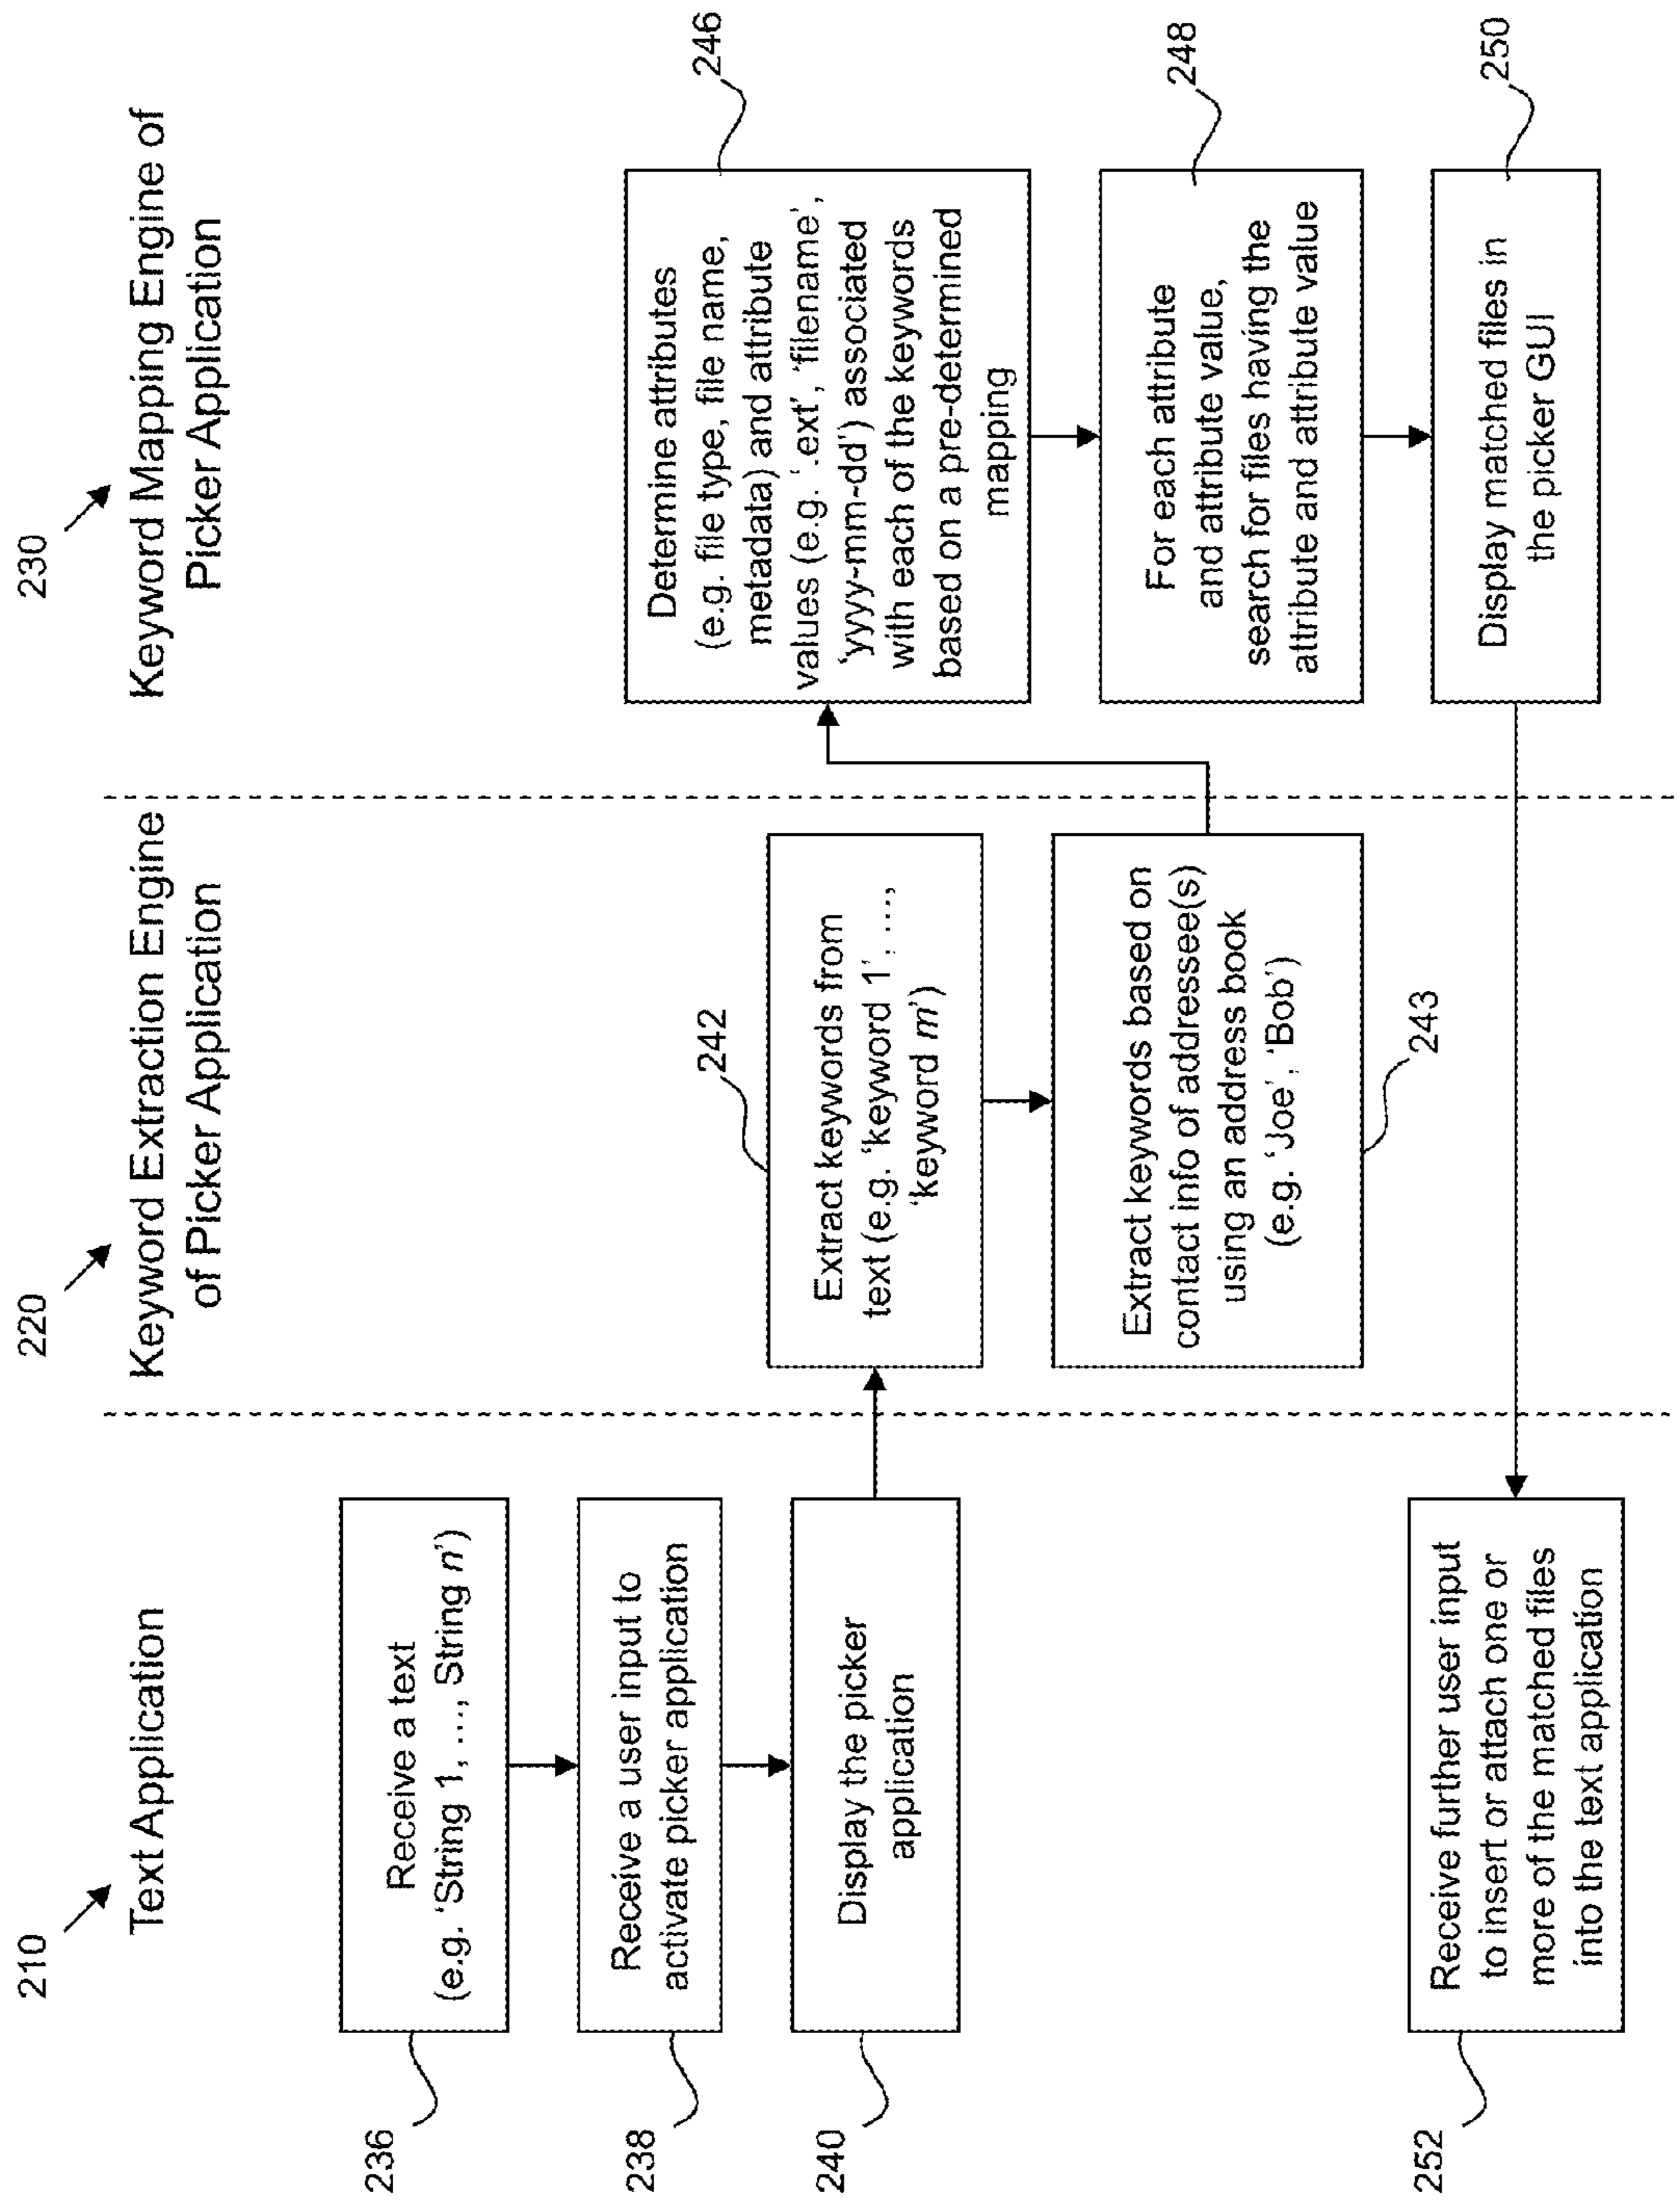 210
Text Application
236
Receive a text
(e.g. ‘String 1, …, String n’)
238
Receive a user input to
activate picker application
240
Display the picker
application
252
Receive further user input
to insert or attach one or
more of the matched files
into the text application
220
Keyword Extraction Engine
of Picker Application
242
Extract keywords from
text (e.g. ‘keyword 1’, …,
‘keyword m’)
Extract keywords based on
contact info of addressee(s)
using an address book
(e.g. ‘Joe’, ‘Bob’)
243
230
Keyword Mapping Engine of
Picker Application
246
Determine attributes
(e.g. file type, file name,
metadata) and attribute
values (e.g. ‘.ext’, ‘filename’,
‘yyyy-mm-dd’) associated
with each of the keywords
based on a pre-determined
mapping
248
For each attribute
and attribute value,
search for files having the
attribute and attribute value
250
Display matched files in
the picker GUI